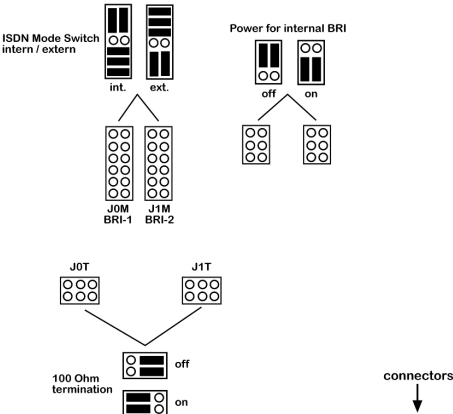 ISDN Mode Switch
intern / extern
int.
ext.
Power for internal BRI
off
on
J0M
BRI-1
J1M
BRI-2
J0T
J1T
off
100 Ohm
termination
on
connectors